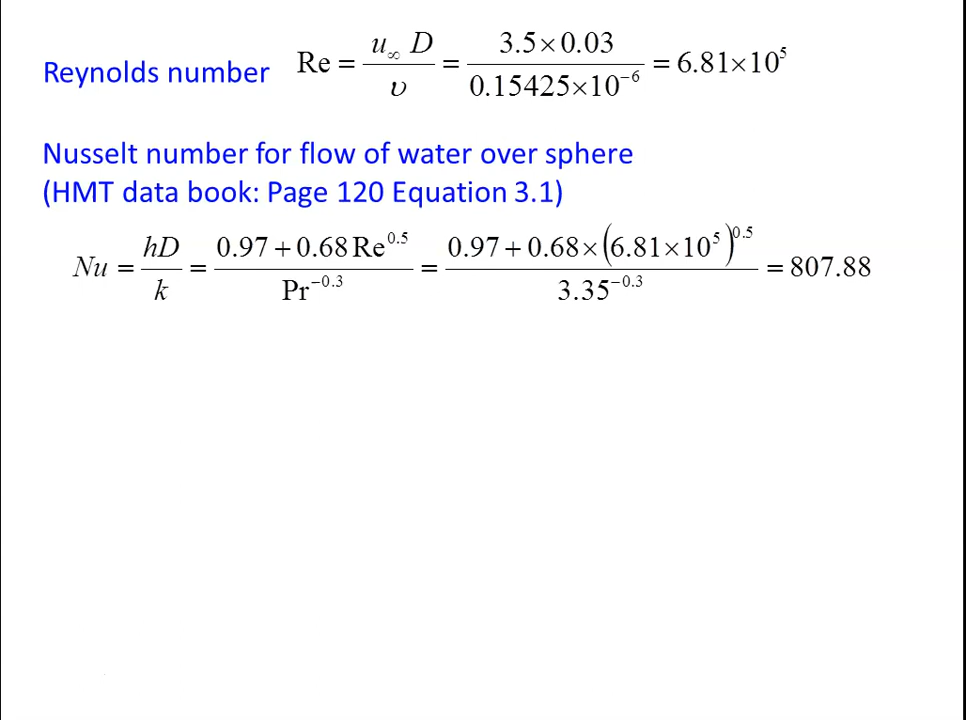 Reynolds number Re = u∞ D / υ = 3.5×0.03 / 0.15425×10⁻⁶ = 6.81×10⁵
Nusselt number for flow of water over sphere
(HMT data book: Page 120 Equation 3.1)
Nu = hD / k = 0.97 + 0.68 Re^0.5 / Pr^−0.3 = 0.97 + 0.68 × (6.81×10⁵)^0.5 / 3.35^−0.3 = 807.88